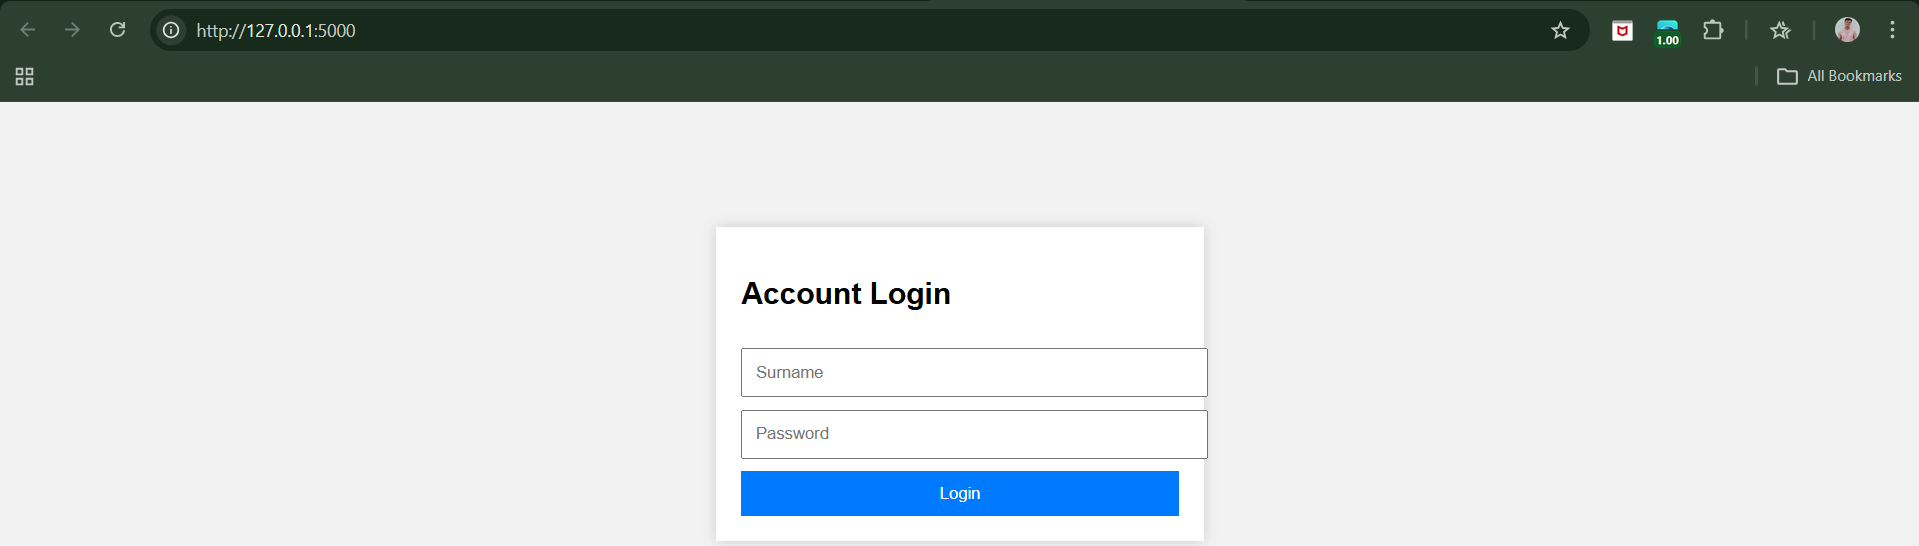 http://127.0.0.1:5000
1.00
All Bookmarks
Account Login
Surname
Password
Login